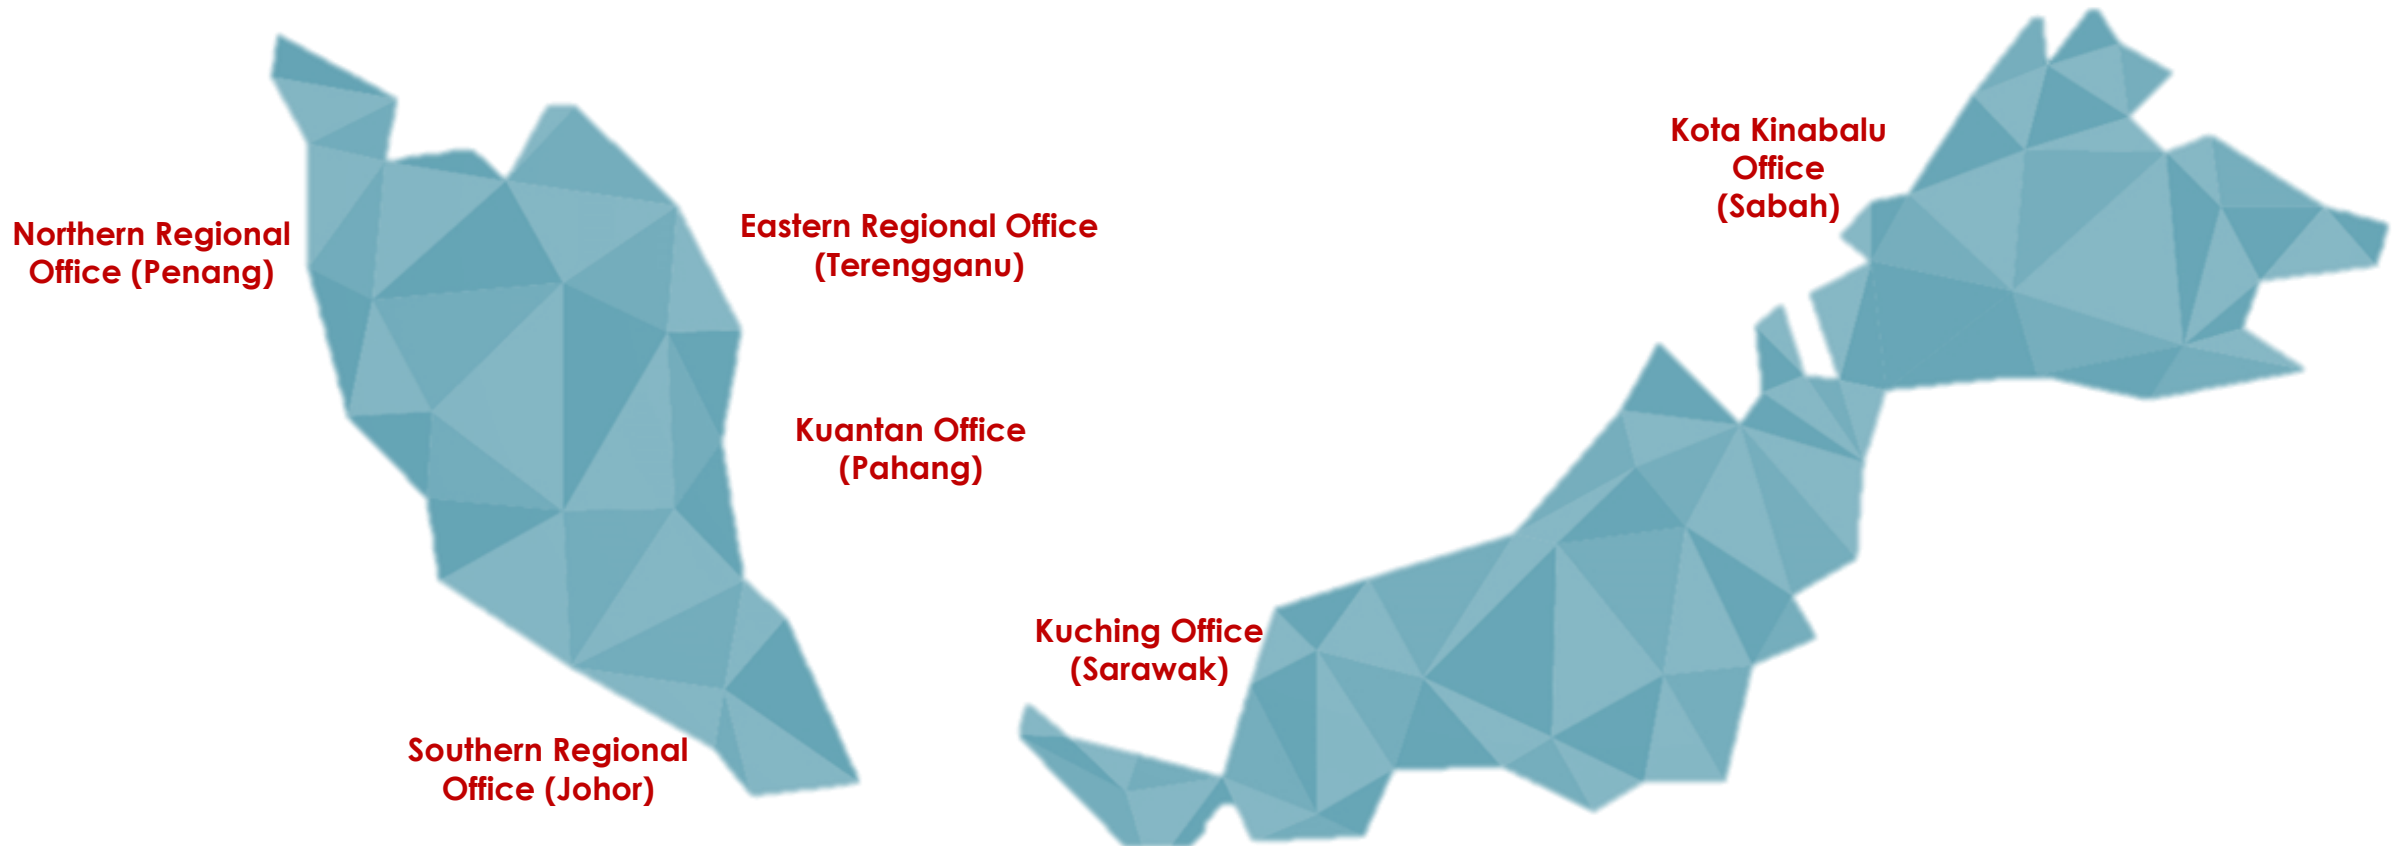 Northern Regional
Office (Penang)
Eastern Regional Office
(Terengganu)
Kuantan Office
(Pahang)
Southern Regional
Office (Johor)
Kota Kinabalu
Office
(Sabah)
Kuching Office
(Sarawak)